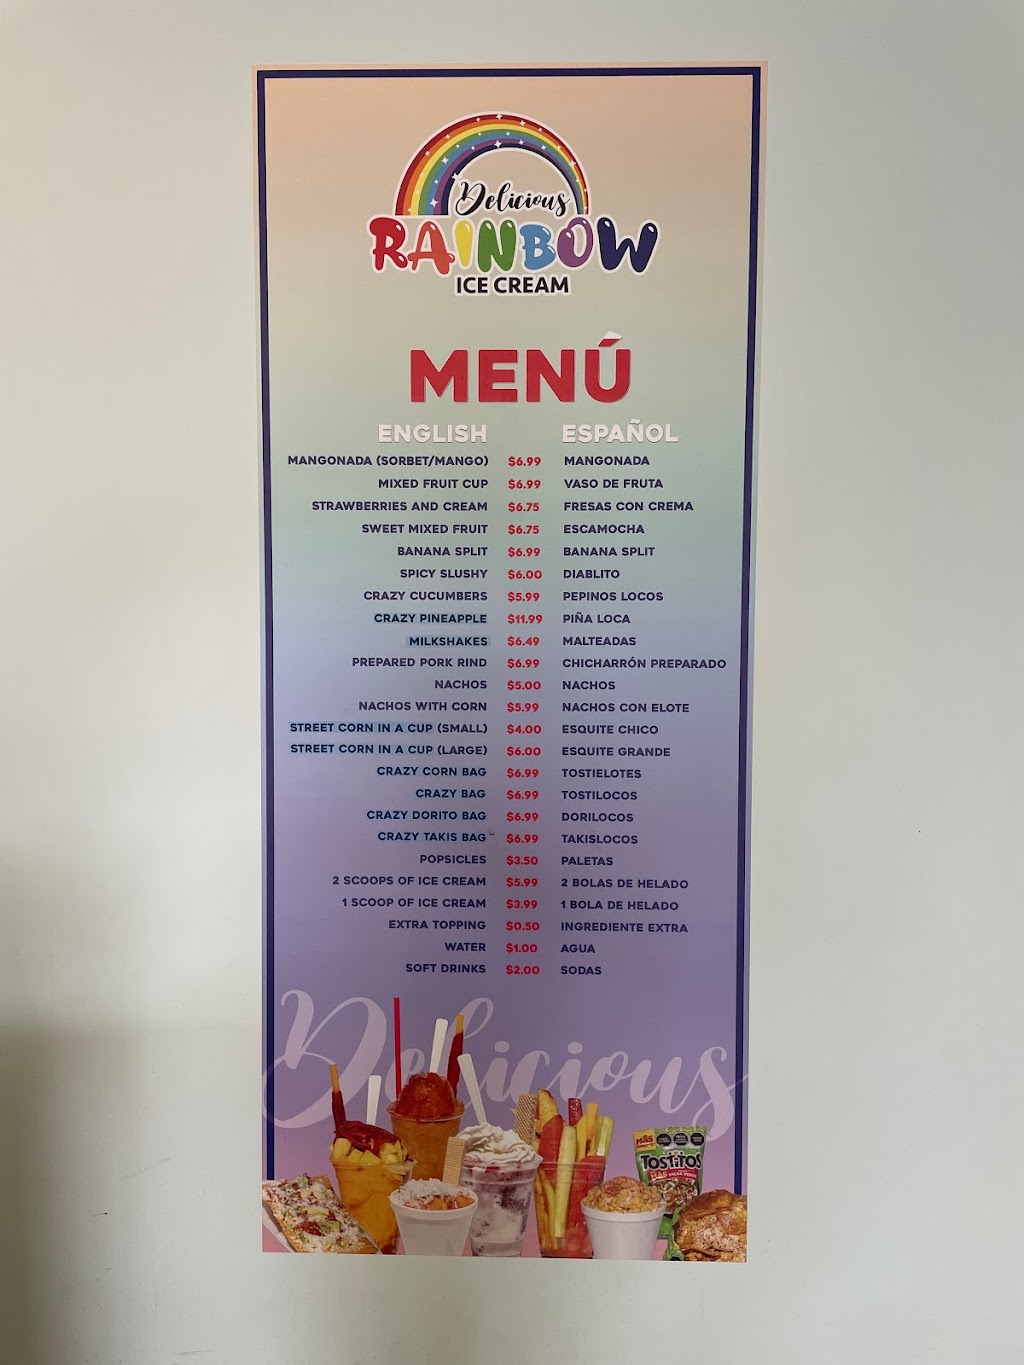 Delicious
RAINBOW
ICE CREAM
MENÚ
ENGLISH ESPAÑOL
MANGONADA (SORBET/MANGO) $6.99 MANGONADA
MIXED FRUIT CUP $6.99 VASO DE FRUTA
STRAWBERRIES AND CREAM $6.75 FRESAS CON CREMA
SWEET MIXED FRUIT $6.75 ESCAMOCHA
BANANA SPLIT $6.99 BANANA SPLIT
SPICY SLUSHY $6.00 DIABLITO
CRAZY CUCUMBERS $5.99 PEPINOS LOCOS
CRAZY PINEAPPLE $11.99 PIÑA LOCA
MILKSHAKES $6.49 MALTEADAS
PREPARED PORK RIND $6.99 CHICHARRÓN PREPARADO
NACHOS $5.00 NACHOS
NACHOS WITH CORN $5.99 NACHOS CON ELOTE
STREET CORN IN A CUP (SMALL) $4.00 ESQUITE CHICO
STREET CORN IN A CUP (LARGE) $6.00 ESQUITE GRANDE
CRAZY CORN BAG $6.99 TOSTIELOTES
CRAZY BAG $6.99 TOSTILOCOS
CRAZY DORITO BAG $6.99 DORILOCOS
CRAZY TAKIS BAG $6.99 TAKISLOCOS
POPSICLES $3.50 PALETAS
2 SCOOPS OF ICE CREAM $5.99 2 BOLAS DE HELADO
1 SCOOP OF ICE CREAM $3.99 1 BOLA DE HELADO
EXTRA TOPPING $0.50 INGREDIENTE EXTRA
WATER $1.00 AGUA
SOFT DRINKS $2.00 SODAS
Delicious
MÁS
TOSTITOS